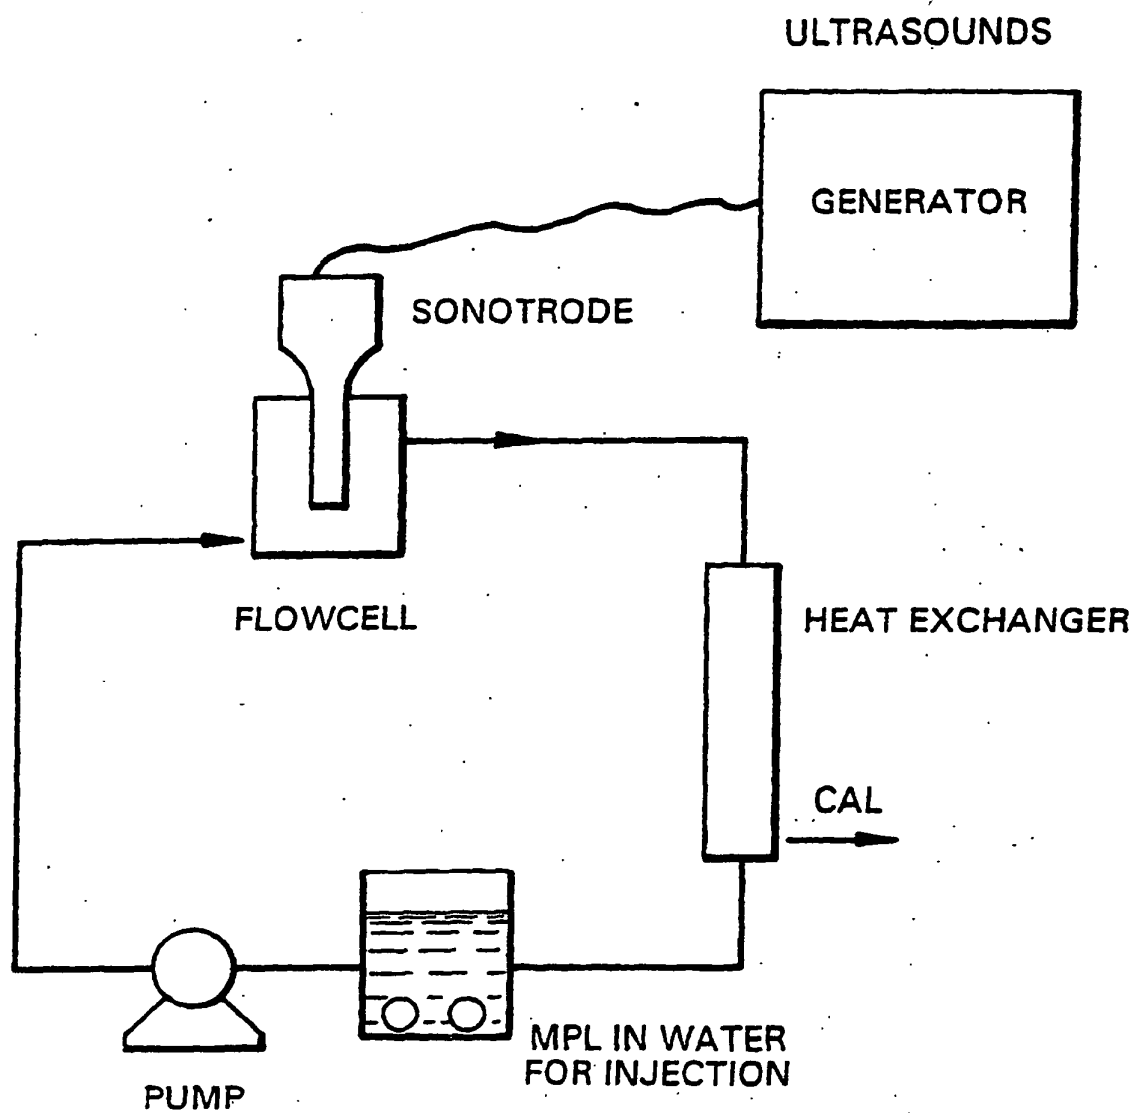 ULTRASOUNDS
GENERATOR
SONOTRODE
FLOWCELL
HEAT EXCHANGER
CAL
MPL IN WATER
FOR INJECTION
PUMP